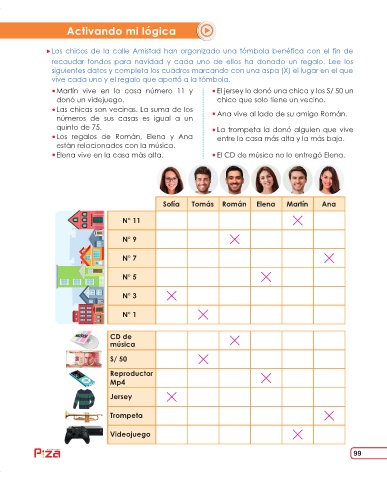 Activando mi lógica
Los chicos de la calle Amistad han organizado una tómbola benéfica con el fin de
recaudar fondos para navidad y cada uno de ellos ha donado un regalo. Lee los
siguientes datos y completa los cuadros marcando con una aspa (X) el lugar en el que
vive cada uno y el regalo que aportó a la tómbola.
Martín vive en la casa número 11 y
donó un videjuego.
Las chicas son vecinas. La suma de los
números de sus casas es igual a un
quinto de 75.
Los regalos de Román, Elena y Ana
están relacionados con la música.
Elena vive en la casa más alta.
El jersey lo donó una chica y los S/ 50 un
chico que solo tiene un vecino.
Ana vive al lado de su amigo Román.
La trompeta la donó alguien que vive
entre la casa más alta y la más baja.
El CD de música no lo entregó Elena.
Sofía Tomás Román Elena Martín Ana
N° 11
N° 9
N° 7
N° 5
N° 3
N° 1
CD de
música
S/ 50
Reproductor
Mp4
Jersey
Trompeta
Videojuego
Piza
99